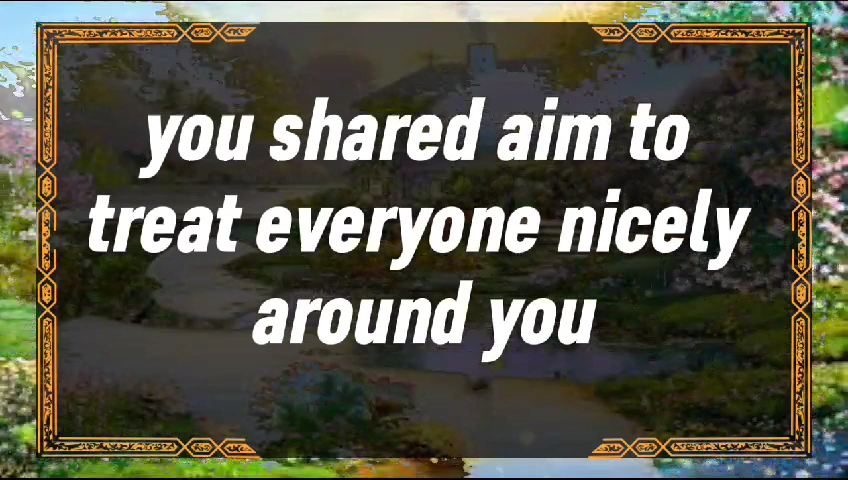 you shared aim to
treat everyone nicely
around you